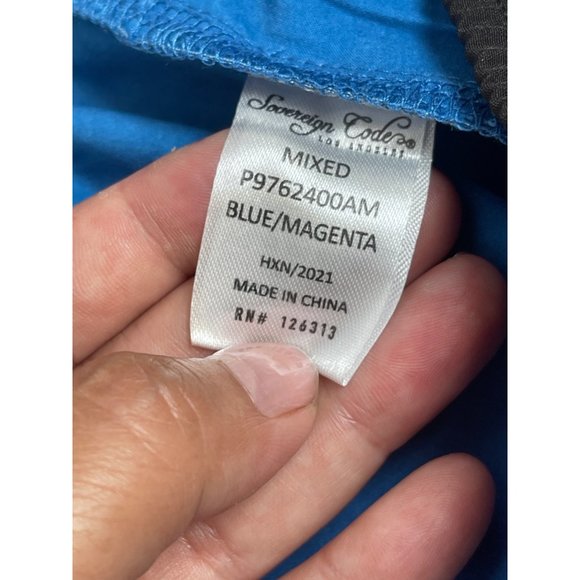 Sovereign Code®
LOS ANGELES
MIXED
P9762400AM
BLUE/MAGENTA
HXN/2021
MADE IN CHINA
RN# 126313